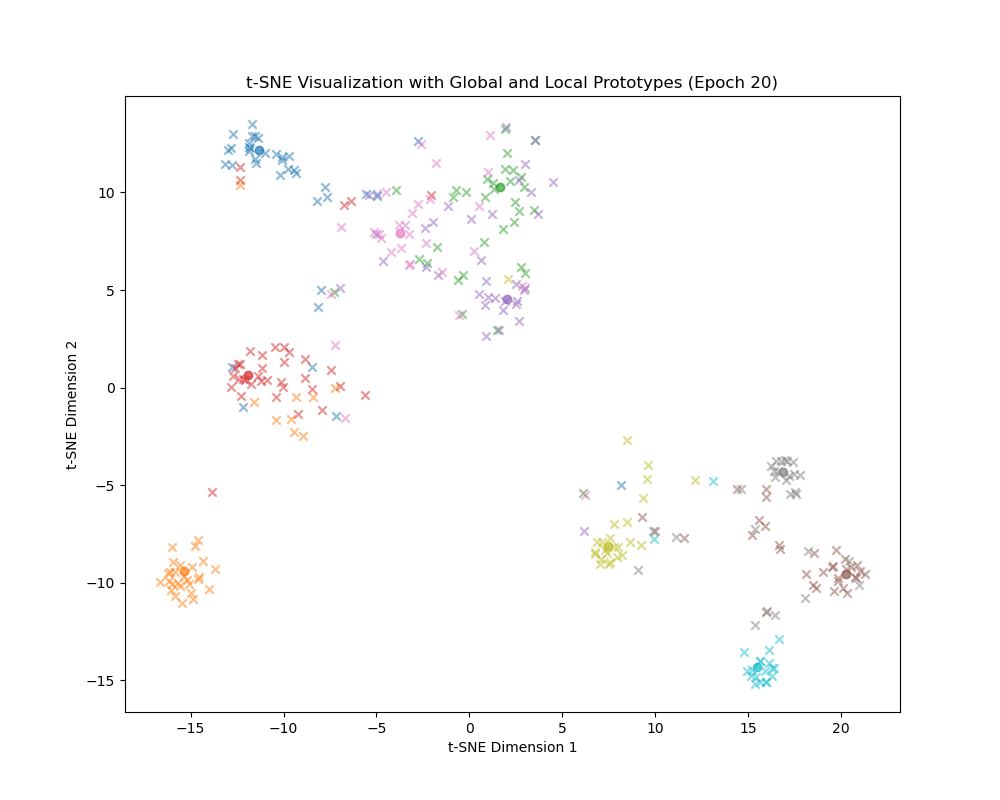 t-SNE Visualization with Global and Local Prototypes (Epoch 20)
t-SNE Dimension 2
10
5
0
−5
−10
−15
−15 −10 −5 0 5 10 15 20
t-SNE Dimension 1